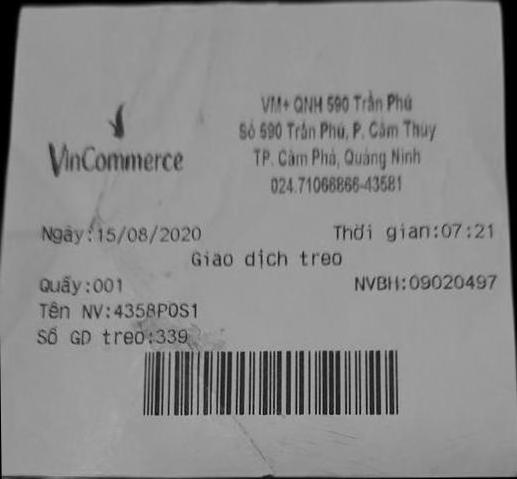 VinCommerce
VM+ QNH 590 Trần Phú
Số 590 Trần Phú, P. Cẩm Thủy
TP. Cẩm Phả, Quảng Ninh
024.71066866-43581
Ngày:15/08/2020 Thời gian:07:21
Giao dịch treo
Quầy:001 NVBH:09020497
Tên NV:4358POS1
Số GD treo:339